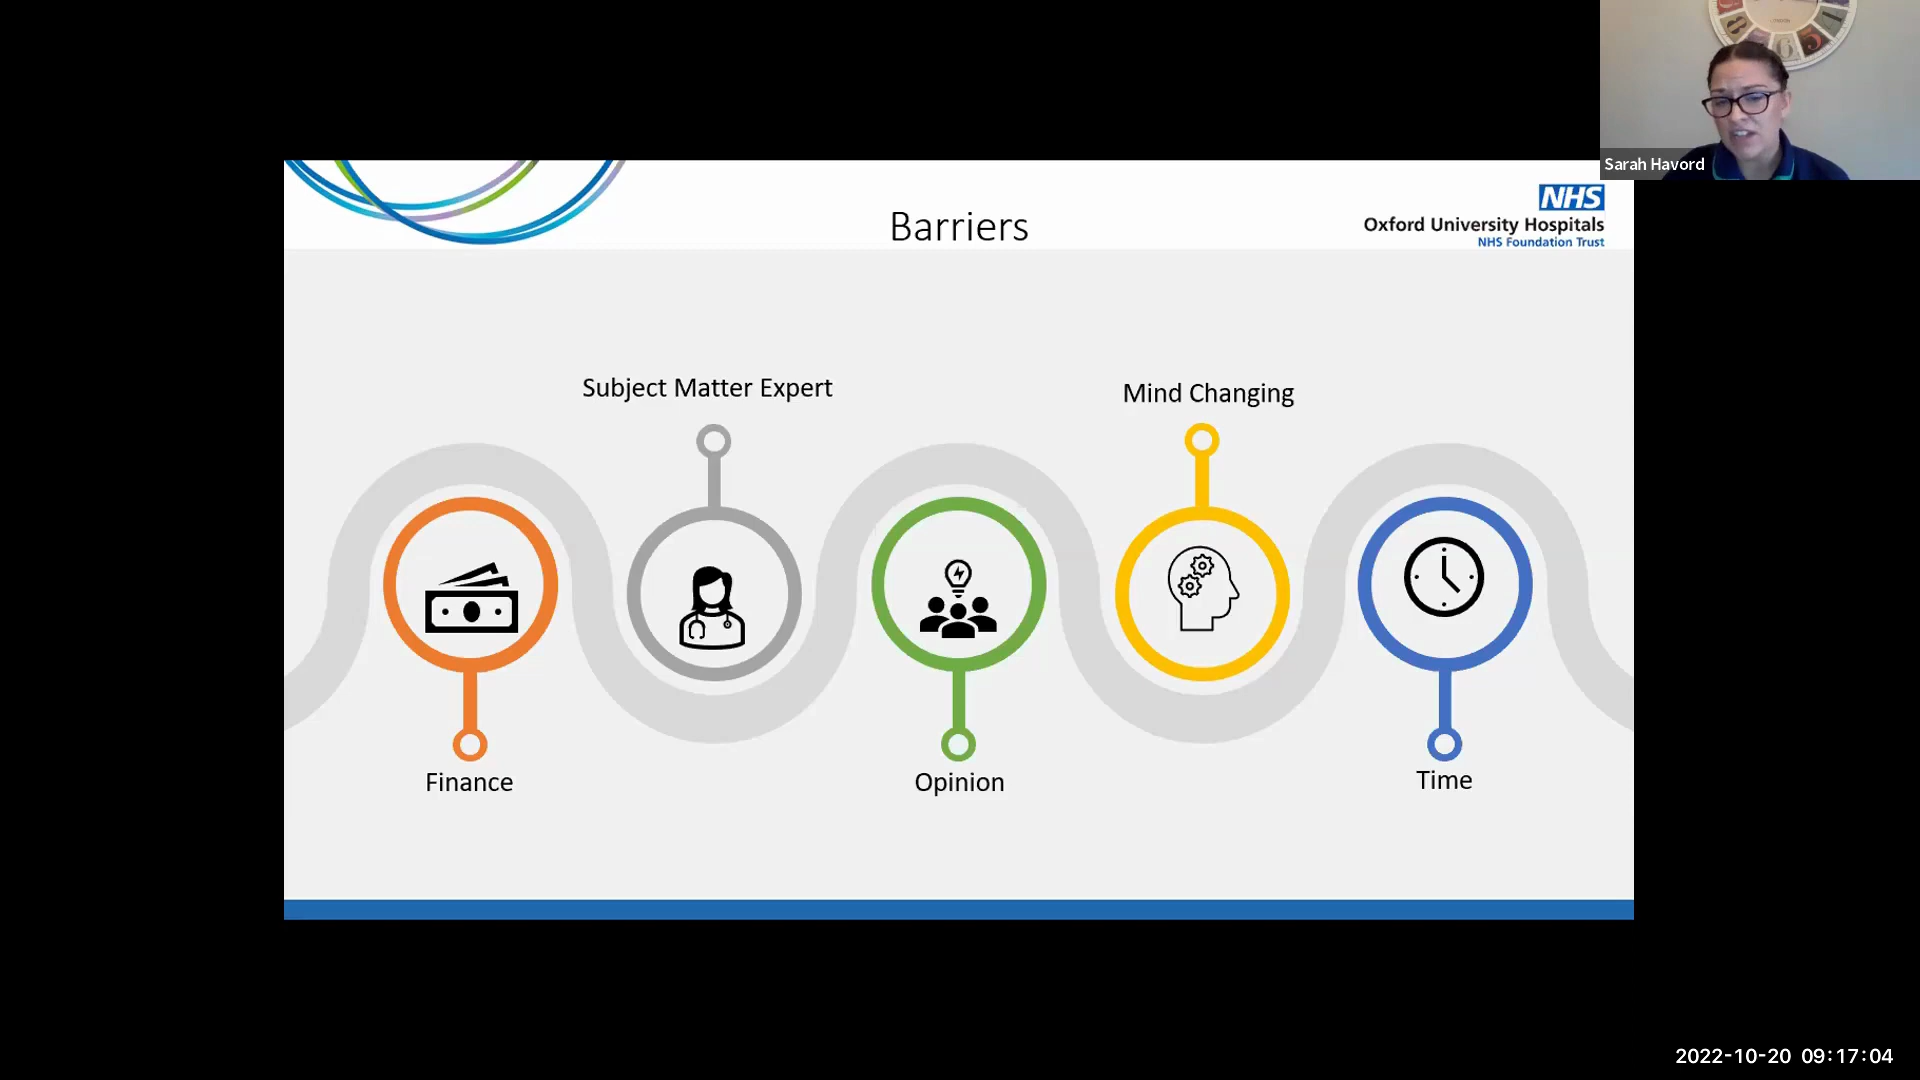 Sarah Havord
NHS
Oxford University Hospitals
NHS Foundation Trust
Barriers
Subject Matter Expert
Mind Changing
Finance
Opinion
Time
2022-10-20 09:17:04